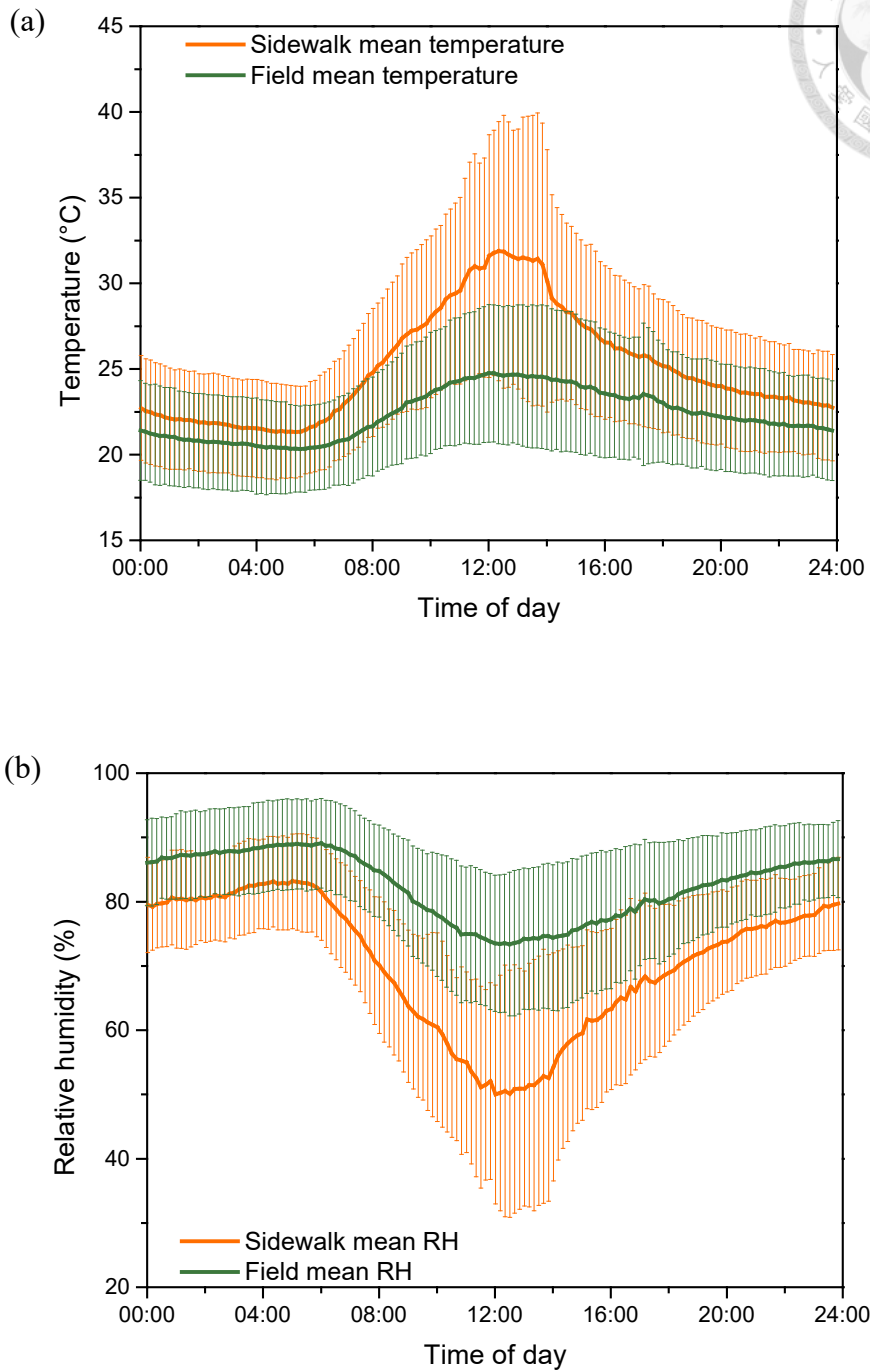 (a)
Sidewalk mean temperature
Field mean temperature
45
40
35
30
25
20
15
Temperature (°C)
00:00 04:00 08:00 12:00 16:00 20:00 24:00
Time of day
(b)
100
80
60
40
20
Relative humidity (%)
Sidewalk mean RH
Field mean RH
00:00 04:00 08:00 12:00 16:00 20:00 24:00
Time of day